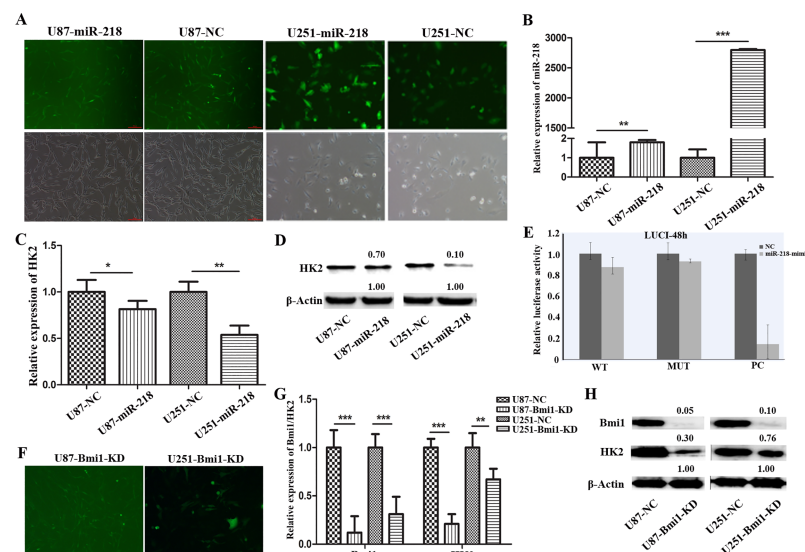 A
U87-miR-218 U87-NC U251-miR-218 U251-NC
B
Relative expression of miR-218
3000
2500
2000
1500
2
1
0
**
***
U87-NC
U87-miR-218
U251-NC
U251-miR-218
C
Relative expression of HK2
1.5
1.0
0.5
0.0
*
**
U87-NC
U87-miR-218
U251-NC
U251-miR-218
D
0.70 0.10
HK2
1.00 1.00
β-Actin
U87-NC
U87-miR-218
U251-NC
U251-miR-218
E
LUCI-48h
NC
Relative luciferase activity
1.2
1.0
0.8
0.6
0.4
0.2
0
WT MUT PC
F
U87-Bmi1-KD U251-Bmi1-KD
G
Relative expression of Bmi1/HK2
1.5
1.0
0.5
0.0
*** *** *** **
U87-NC
U87-Bmi1-KD
U251-NC
U251-Bmi1-KD
H
Bmi1
0.05 0.10
HK2
0.30 0.76
β-Actin
1.00 1.00
U87-NC
U87-Bmi1-KD
U251-NC
U251-Bmi1-KD